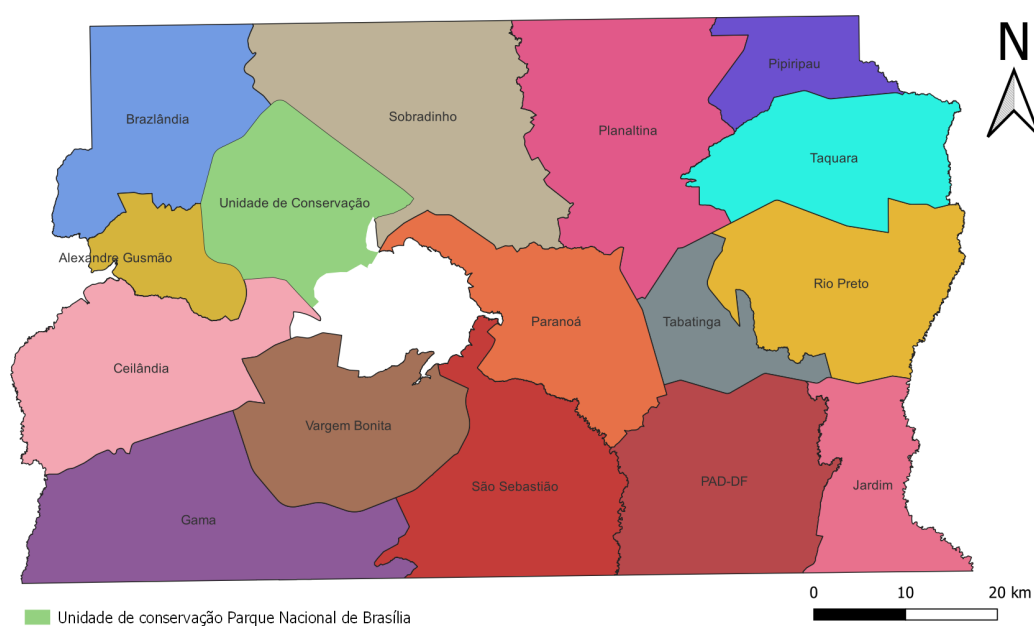 N
Pipiripau
Brazlândia
Sobradinho
Planaltina
Taquara
Unidade de Conservação
Alexandre Gusmão
Rio Preto
Paranoá
Tabatinga
Ceilândia
Vargem Bonita
São Sebastião
PAD-DF
Jardim
Gama
0 10 20 km
Unidade de conservação Parque Nacional de Brasília